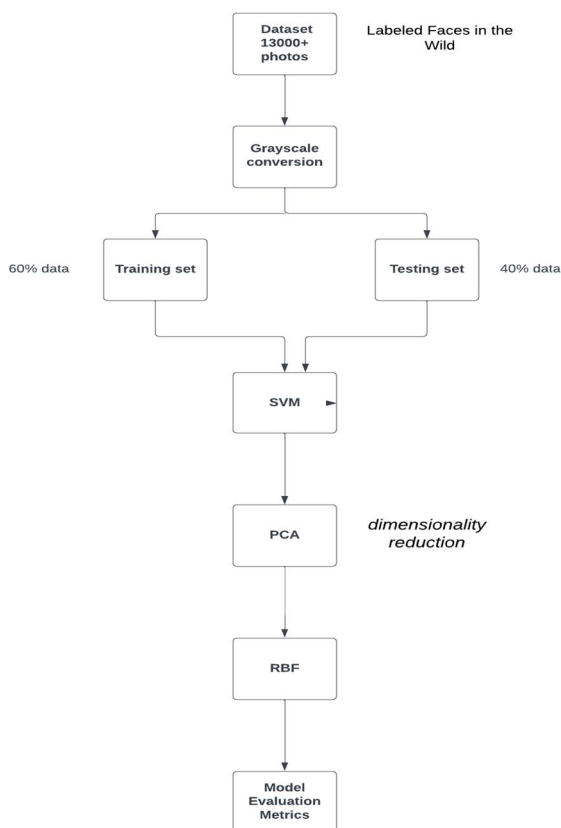 Dataset
13000+
photos
Labeled Faces in the
Wild
Grayscale
conversion
60% data
Training set
Testing set
40% data
SVM
PCA
dimensionality
reduction
RBF
Model
Evaluation
Metrics